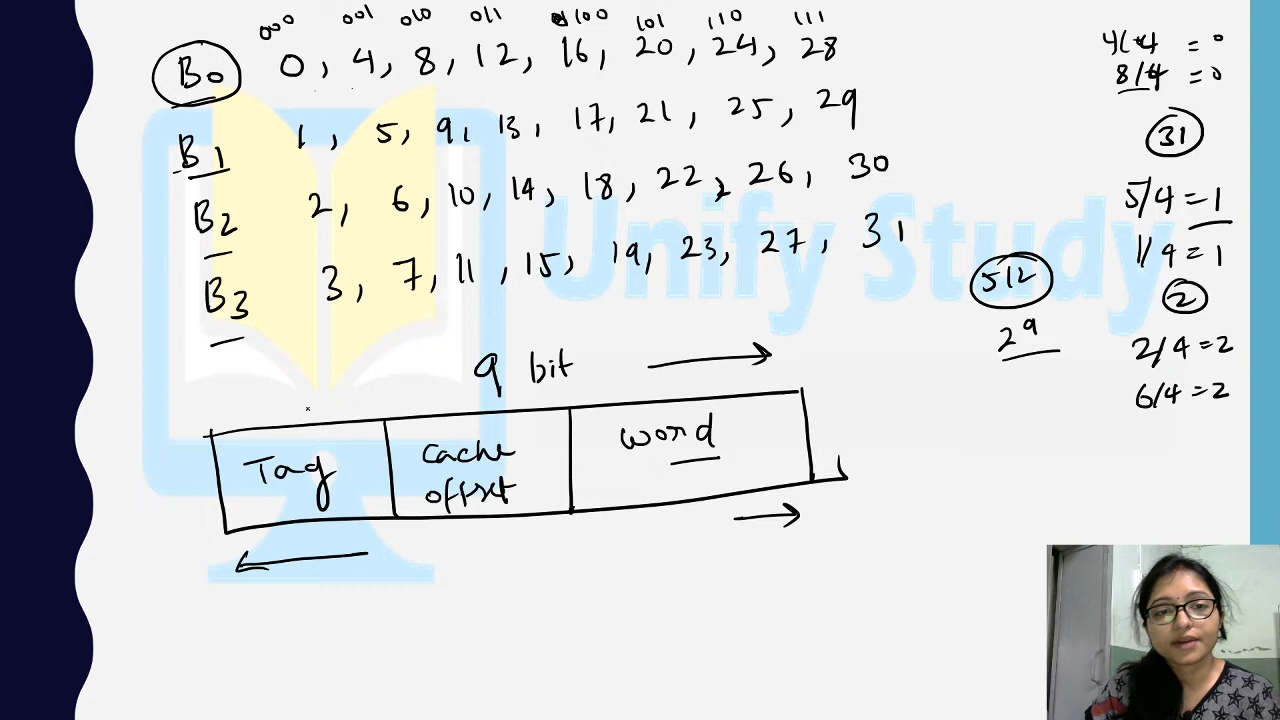 000 001 010 011 100 101 110 111
B0 0, 4, 8, 12, 16, 20, 24, 28
B1 1, 5, 9, 13, 17, 21, 25, 29
B2 2, 6, 10, 14, 18, 22, 26, 30
B3 3, 7, 11, 15, 19, 23, 27, 31
4/4 = 0
8/4 = 0
31
5/4 = 1
1/4 = 1
2
2/4 = 2
6/4 = 2
512
2^9
Unify Study
9 bit
Tag
cache
offset
word